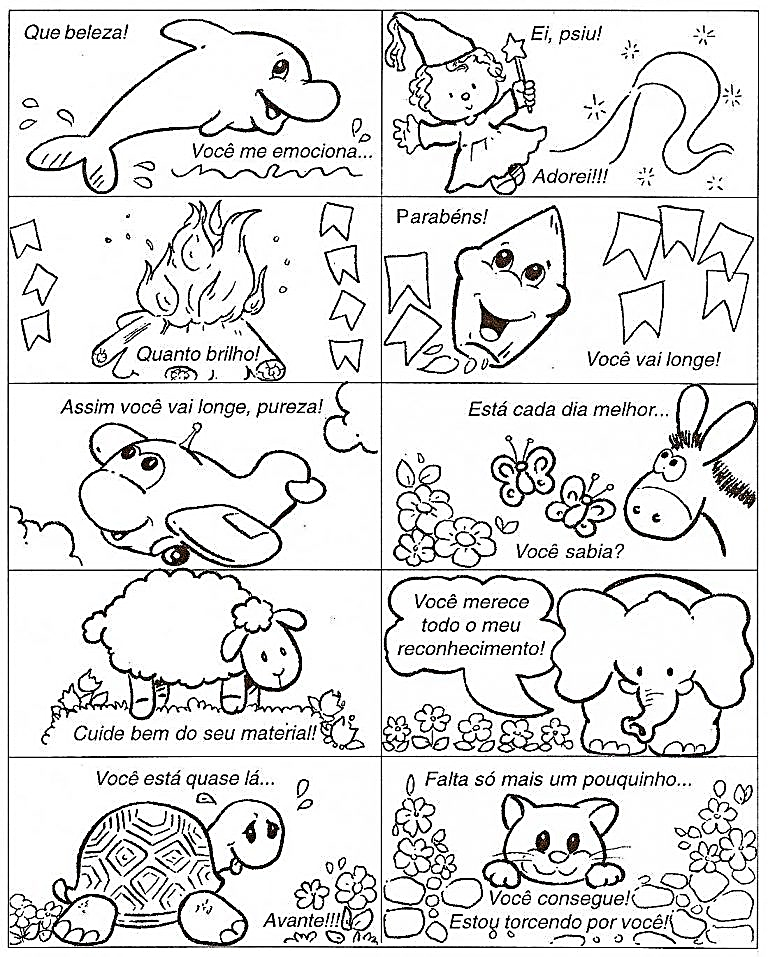 Que beleza!
Você me emociona...
Ei, psiu!
Adorei!!!
Quanto brilho!
Parabéns!
Você vai longe!
Assim você vai longe, pureza!
Está cada dia melhor...
Você sabia?
Cuide bem do seu material!
Você merece
todo o meu
reconhecimento!
Você está quase lá...
Avante!!!
Falta só mais um pouquinho...
Você consegue!
Estou torcendo por você!